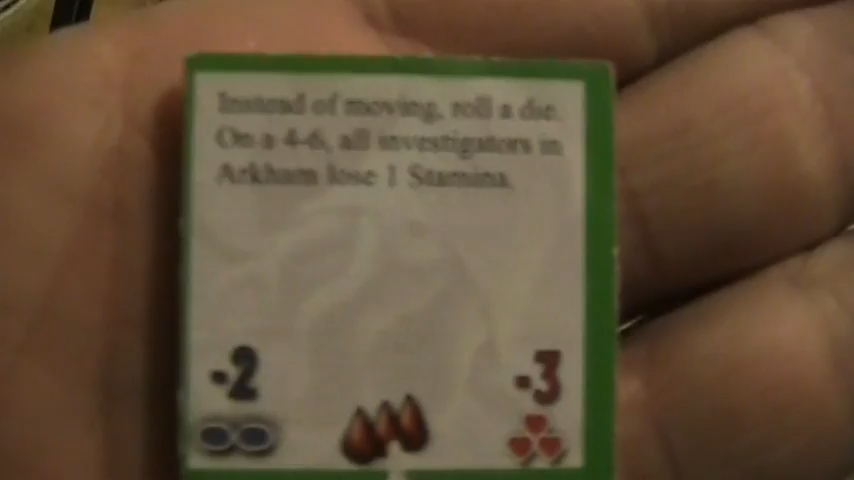 Instead of moving, roll a die.
On a 4-6, all investigators in
Arkham lose 1 Stamina.
-2
-3